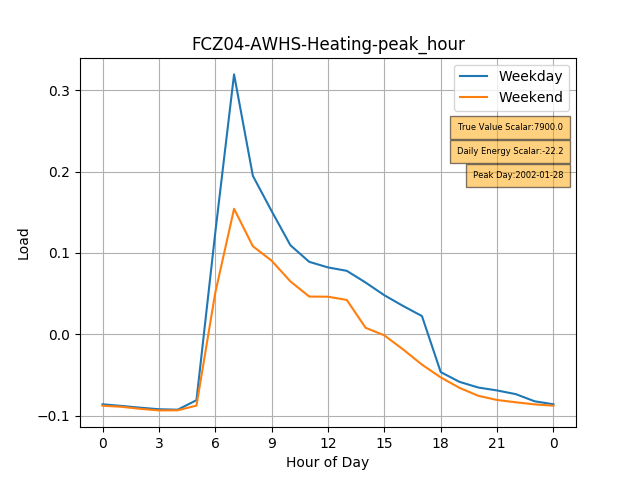 FCZ04-AWHS-Heating-peak_hour
Weekday
Weekend
True Value Scalar:7900.0
Daily Energy Scalar:-22.2
Peak Day:2002-01-28
Load
0.3
0.2
0.1
0.0
−0.1
0 3 6 9 12 15 18 21 0
Hour of Day